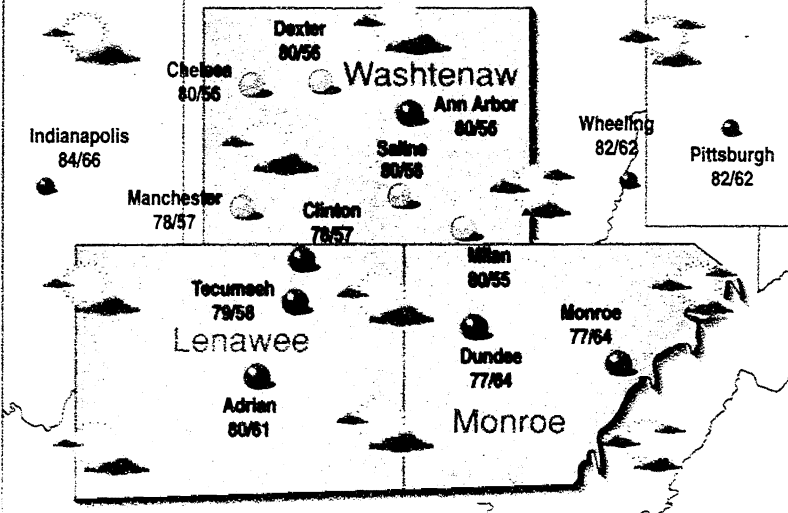 Dexter
80/56
Chelsea
80/56
Washtenaw
Ann Arbor
80/56
Indianapolis
84/66
Saline
80/56
Wheeling
82/62
Pittsburgh
82/62
Manchester
78/57
Clinton
78/57
Milan
80/55
Tecumseh
79/58
Monroe
77/64
Lenawee
Dundee
77/64
Adrian
80/61
Monroe